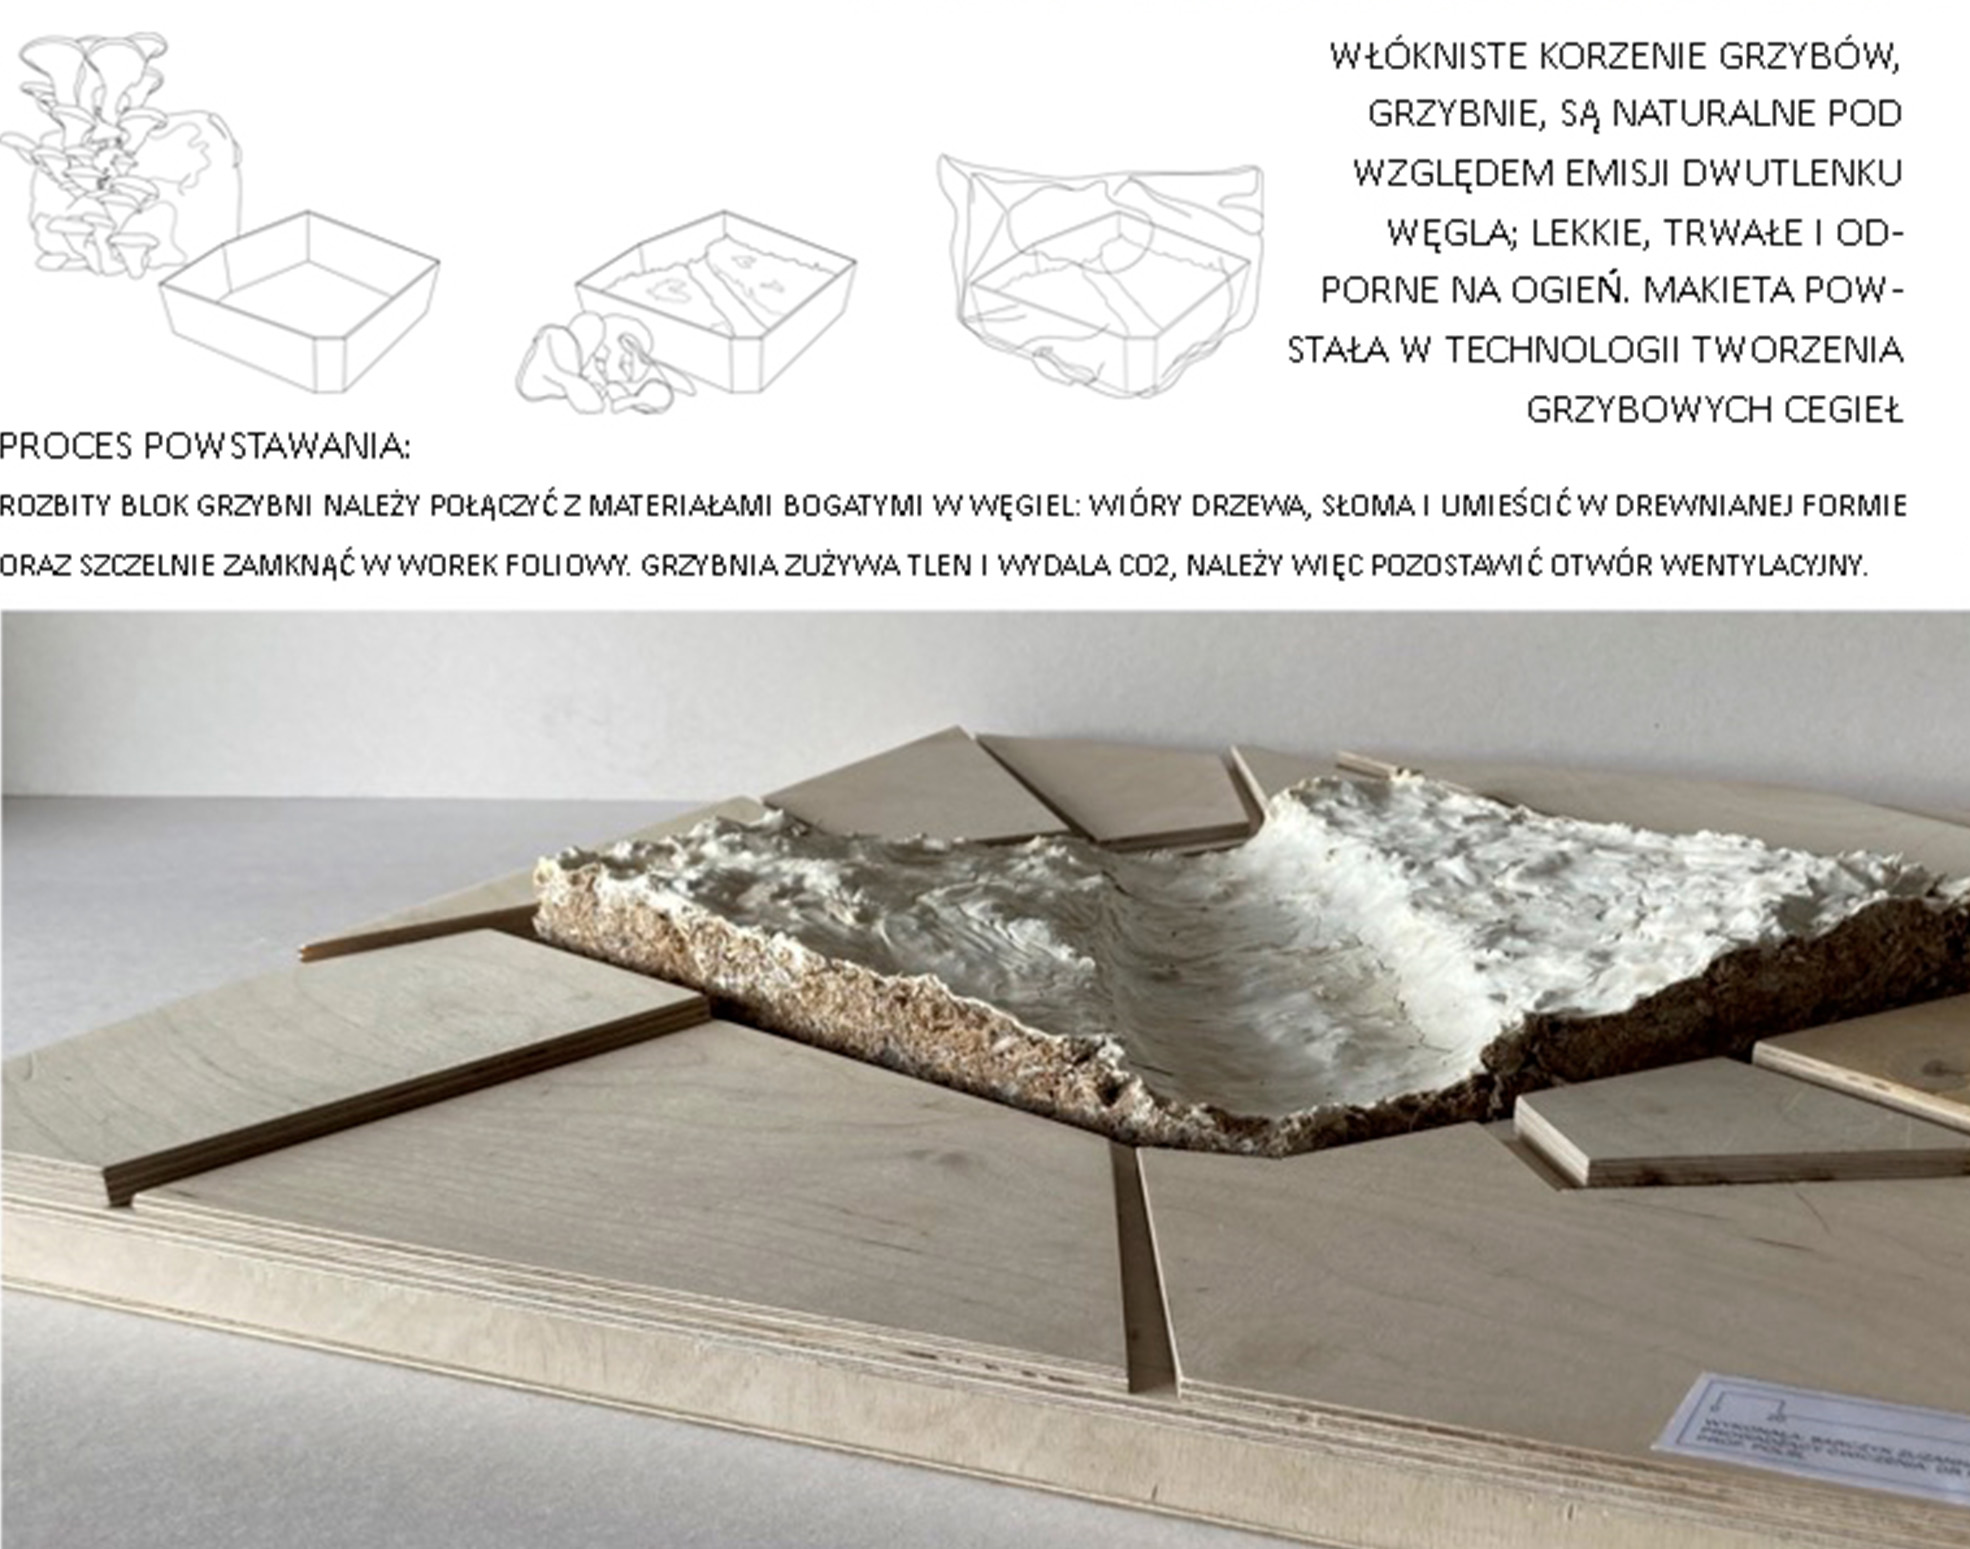 WŁÓKNISTE KORZENIE GRZYBÓW,
GRZYBNIE, SĄ NATURALNE POD
WZGLĘDEM EMISJI DWUTLENKU
WĘGLA; LEKKIE, TRWAŁE I OD-
PORNE NA OGIEŃ. MAKIETA POW-
STAŁA W TECHNOLOGII TWORZENIA
GRZYBOWYCH CEGIEŁ
PROCES POWSTAWANIA:
ROZBITY BLOK GRZYBNI NALEŻY POŁĄCZYĆ Z MATERIAŁAMI BOGATYMI W WĘGIEL: WIÓRY DRZEWA, SŁOMA I UMIEŚCIĆ W DREWNIANEJ FORMIE
ORAZ SZCZELNIE ZAMKNĄĆ W WOREK FOLIOWY. GRZYBNIA ZUŻYWA TLEN I WYDALA CO2, NALEŻY WIĘC POZOSTAWIĆ OTWÓR WENTYLACYJNY.